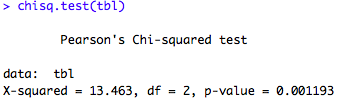 > chisq.test(tbl)
Pearson's Chi-squared test
data:  tbl
X-squared = 13.463, df = 2, p-value = 0.001193